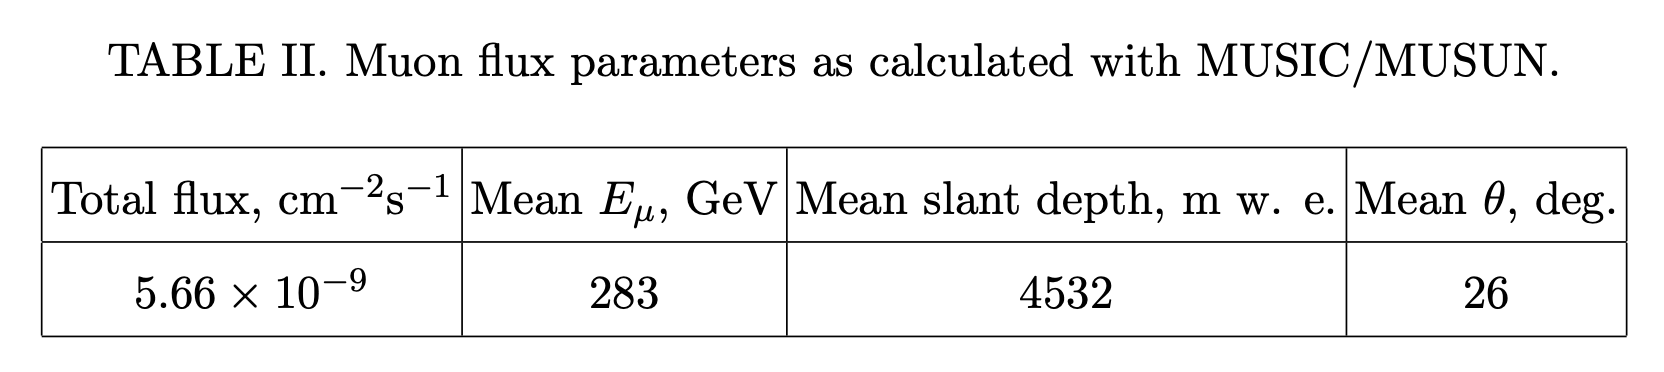 TABLE II. Muon flux parameters as calculated with MUSIC/MUSUN.
Total flux, cm⁻²s⁻¹ Mean E_μ, GeV Mean slant depth, m w. e. Mean θ, deg.
5.66 × 10⁻⁹ 283 4532 26